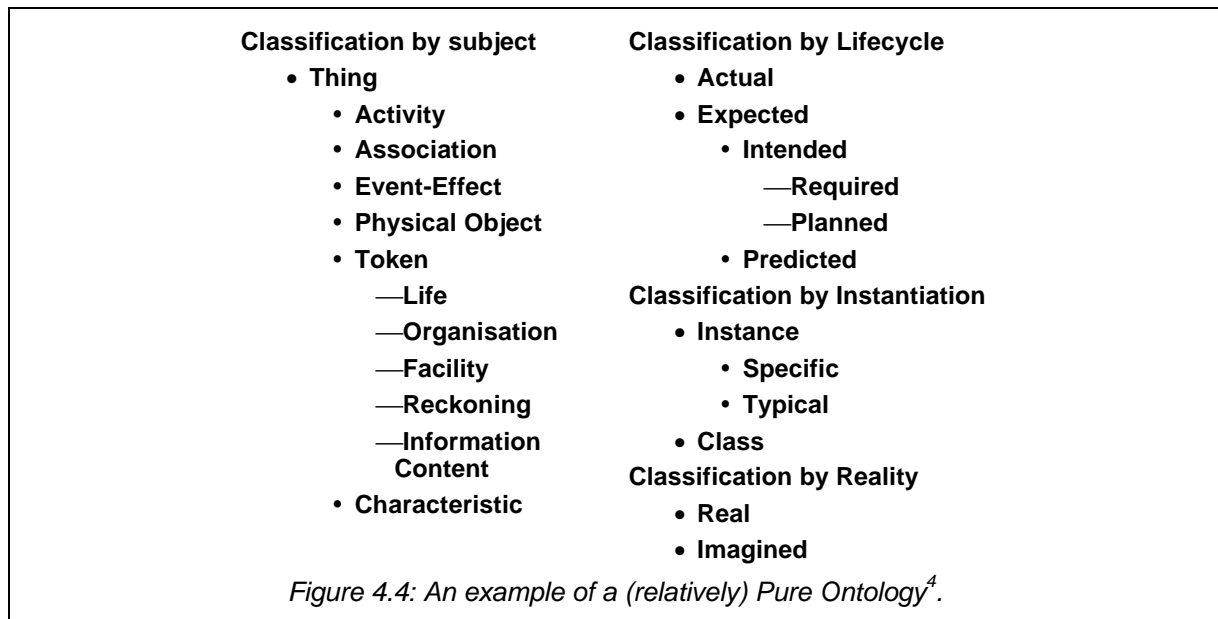 Classification by subject
• Thing
• Activity
• Association
• Event-Effect
• Physical Object
• Token
—Life
—Organisation
—Facility
—Reckoning
—Information
Content
• Characteristic
Classification by Lifecycle
• Actual
• Expected
• Intended
—Required
—Planned
• Predicted
Classification by Instantiation
• Instance
• Specific
• Typical
• Class
Classification by Reality
• Real
• Imagined
Figure 4.4: An example of a (relatively) Pure Ontology4.